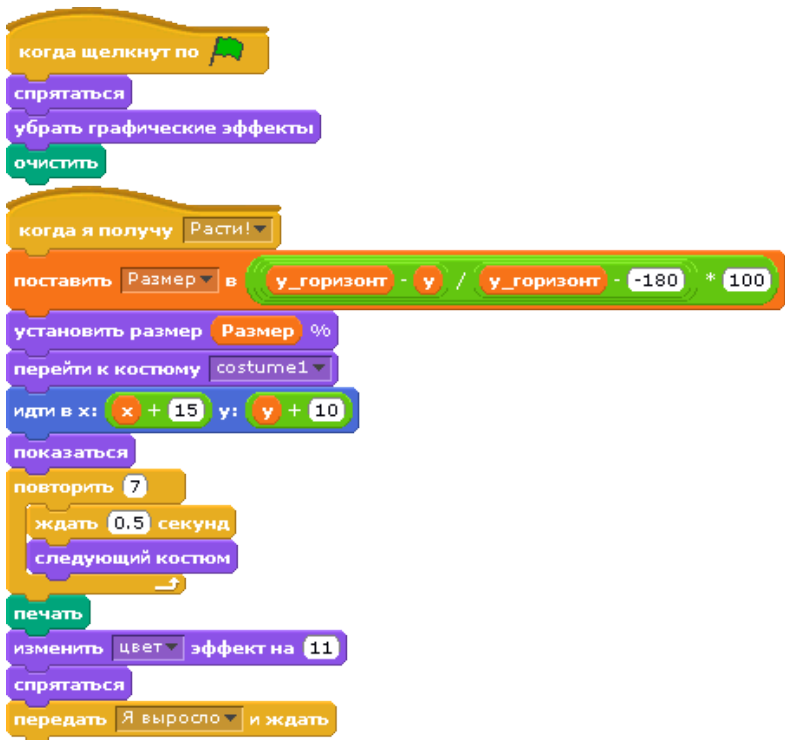 когда щелкнут по
спрятаться
убрать графические эффекты
очистить
когда я получу Расти!
поставить Размер в у_горизонт - у / у_горизонт - -180 * 100
установить размер Размер %
перейти к костюму costume1
идти в x: x + 15 y: y + 10
показаться
повторить 7
ждать 0.5 секунд
следующий костюм
печать
изменить цвет эффект на 11
спрятаться
передать Я выросло и ждать